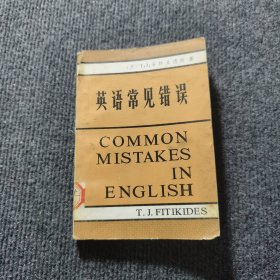 英语常见错误
COMMON
MISTAKES
IN
ENGLISH
T. J. FITIKIDES